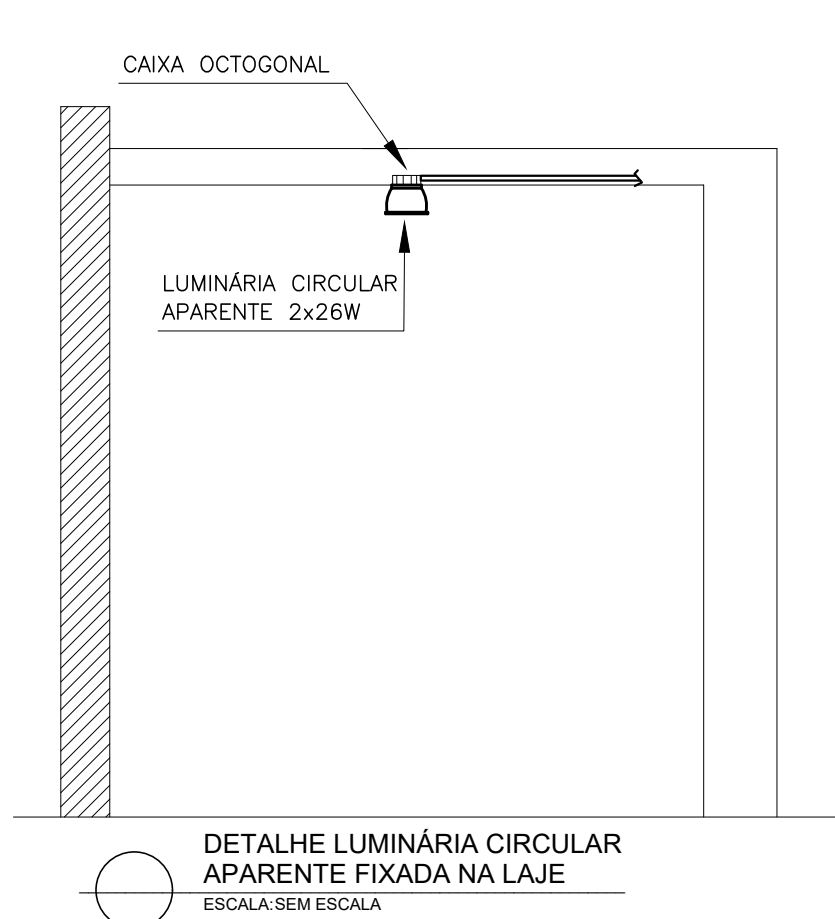 CAIXA OCTOGONAL
LUMINÁRIA CIRCULAR
APARENTE 2x26W
DETALHE LUMINÁRIA CIRCULAR
APARENTE FIXADA NA LAJE
ESCALA:SEM ESCALA